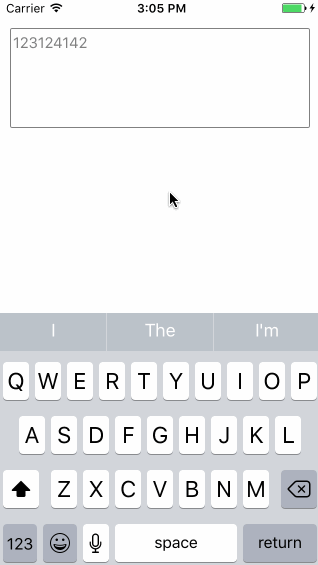 Carrier 3:05 PM
123124142
I The I'm
Q W E R T Y U I O P
A S D F G H J K L
Z X C V B N M
123 space return